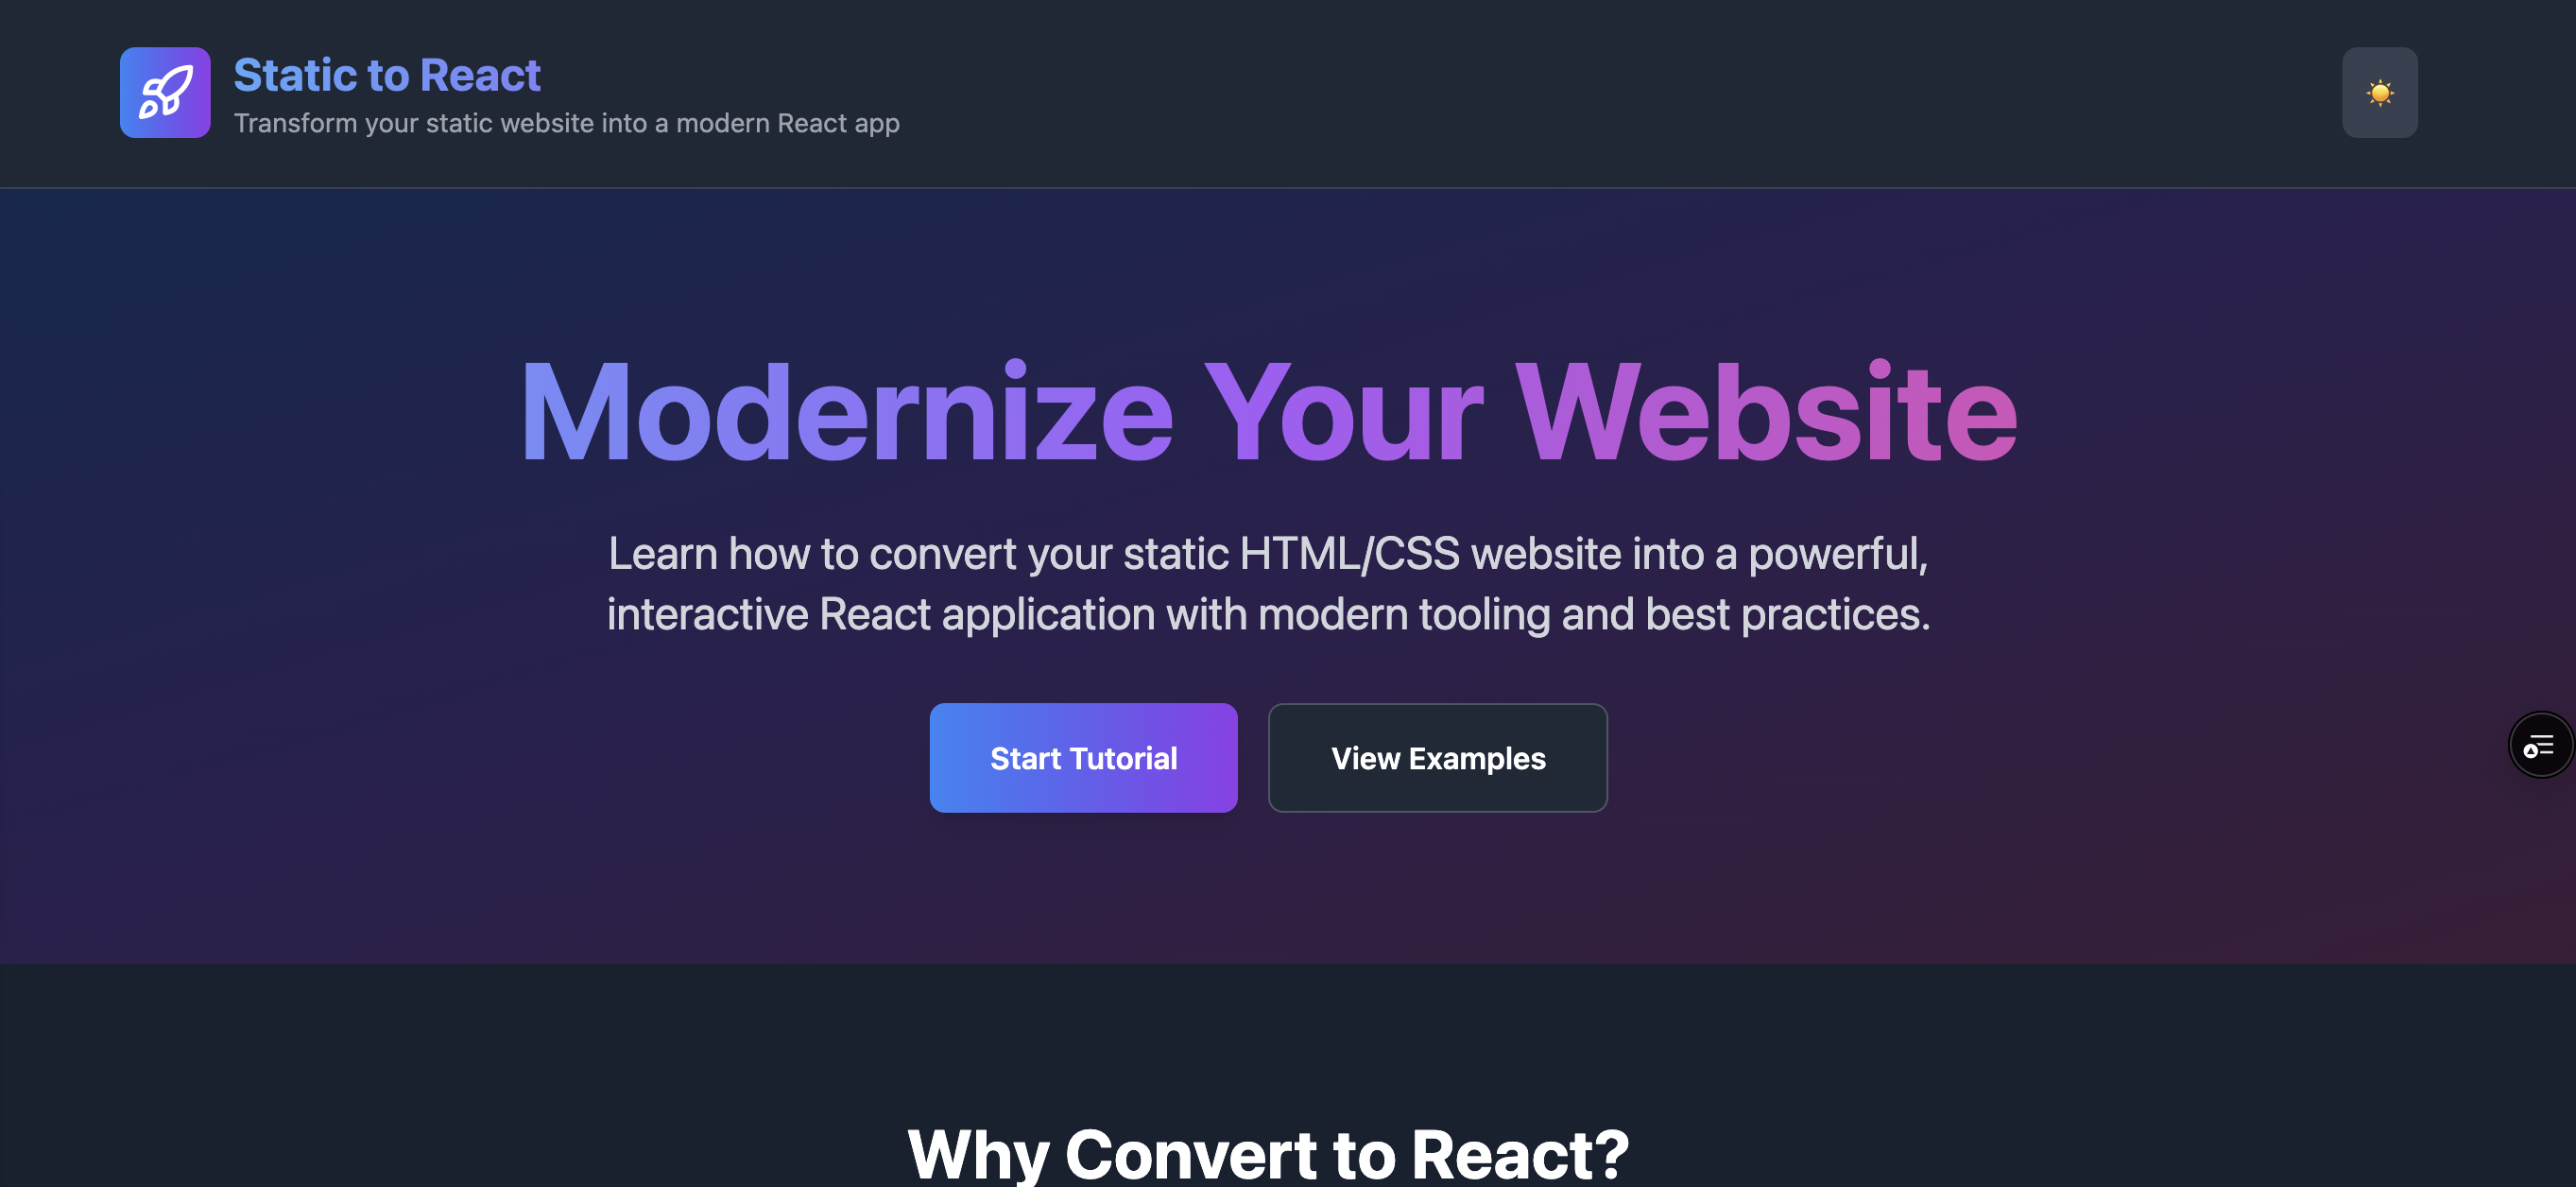 Static to React
Transform your static website into a modern React app
Modernize Your Website
Learn how to convert your static HTML/CSS website into a powerful,
interactive React application with modern tooling and best practices.
Start Tutorial
View Examples
Why Convert to React?